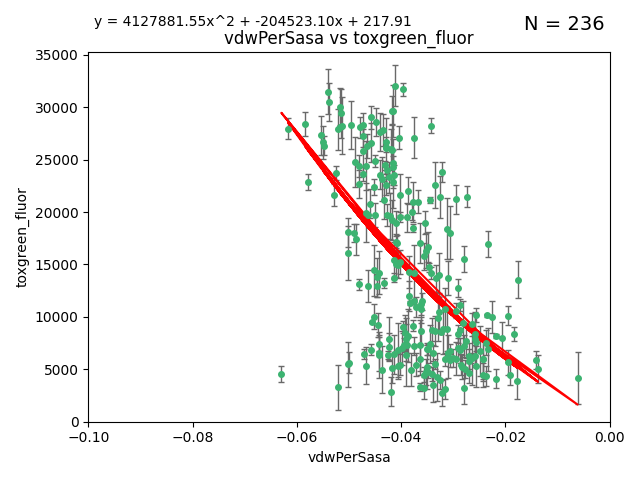 y = 4127881.55x^2 + -204523.10x + 217.91
N = 236
vdwPerSasa vs toxgreen_fluor
35000
30000
25000
20000
15000
10000
5000
0
toxgreen_fluor
−0.10 −0.08 −0.06 −0.04 −0.02 0.00
vdwPerSasa